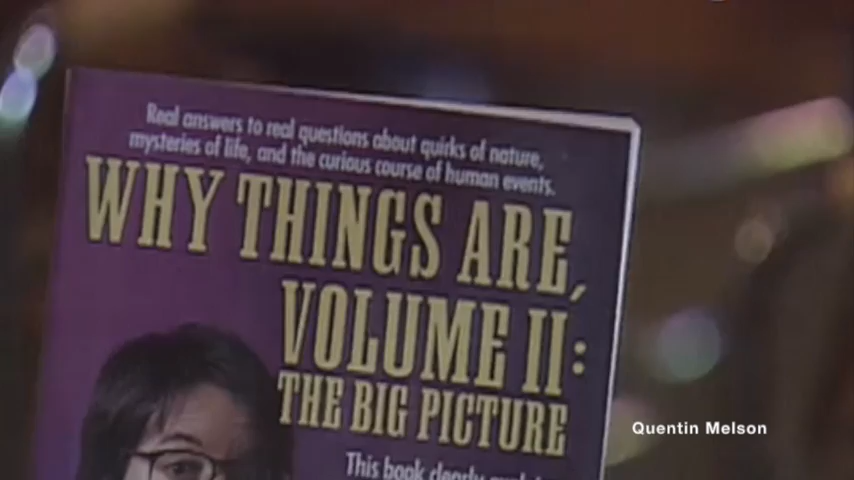 Real answers to real questions about quirks of nature,
mysteries of life, and the curious course of human events.
WHY THINGS ARE,
VOLUME II:
THE BIG PICTURE
This book clearly
Quentin Melson